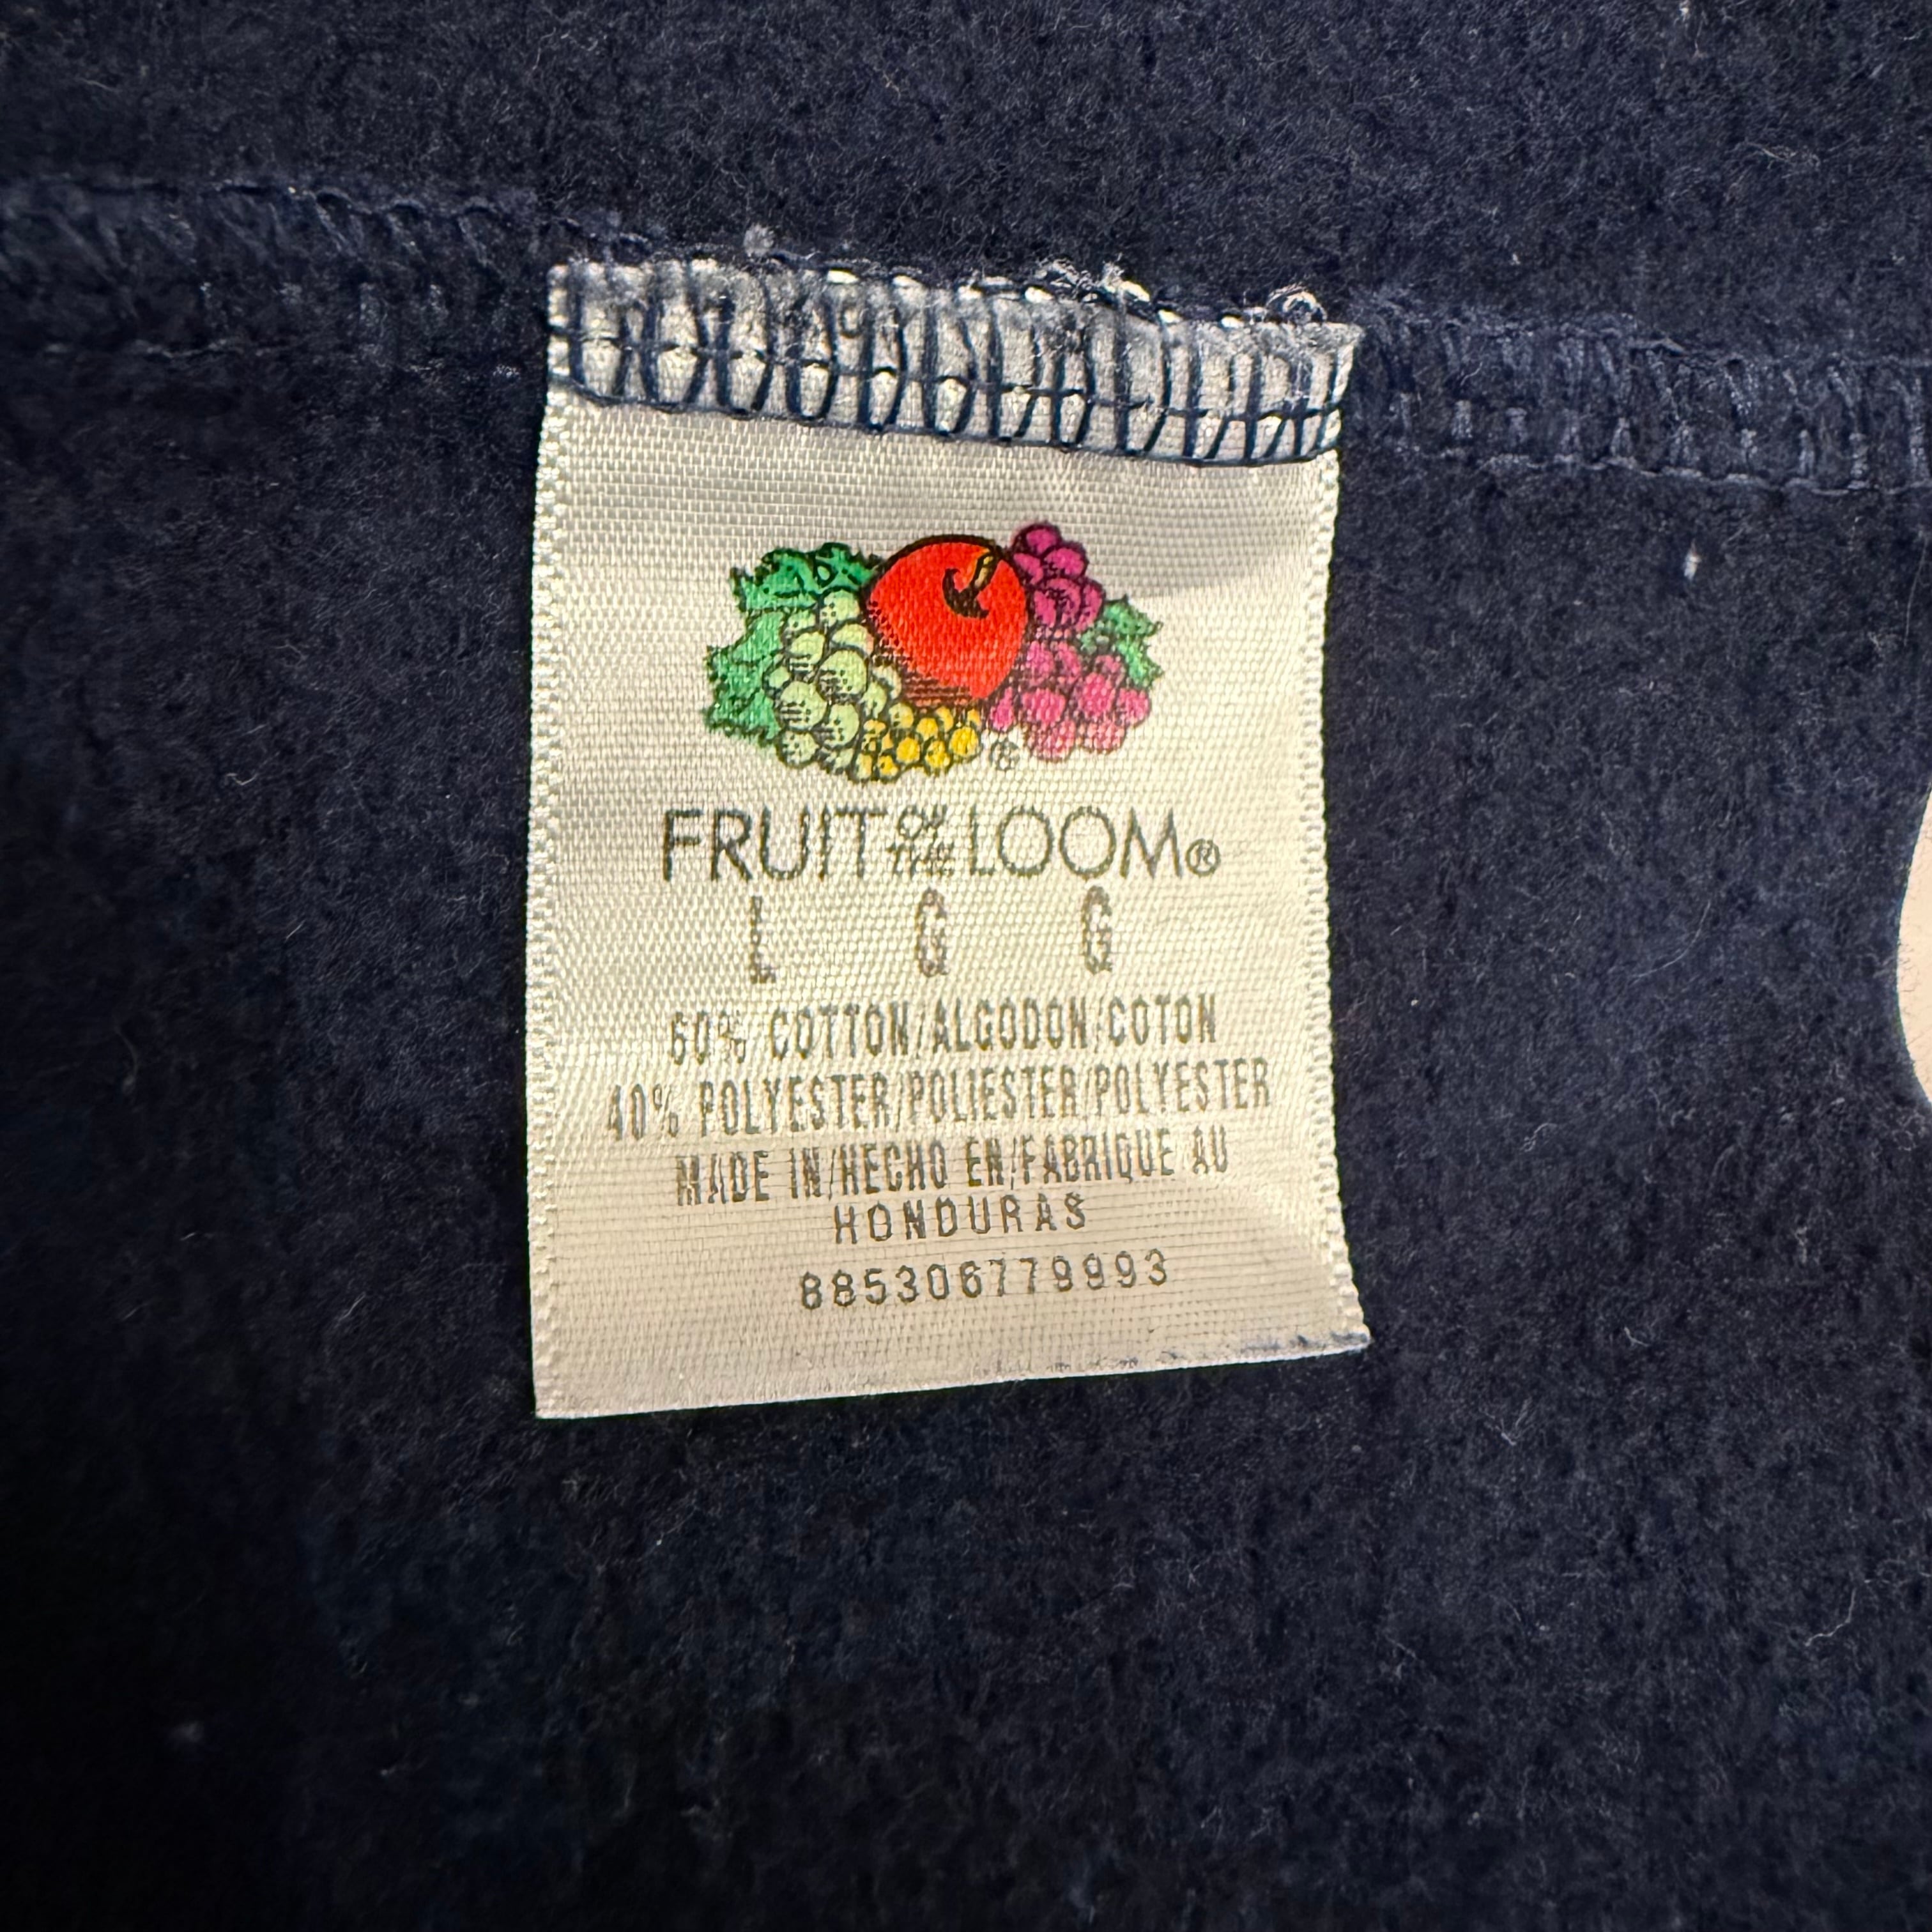 ®
FRUIT OF THE LOOM®
L G G
60% COTTON/ALGODON/COTON
40% POLYESTER/POLIESTER/POLYESTER
MADE IN/HECHO EN/FABRIQUE AU
HONDURAS
885306779993